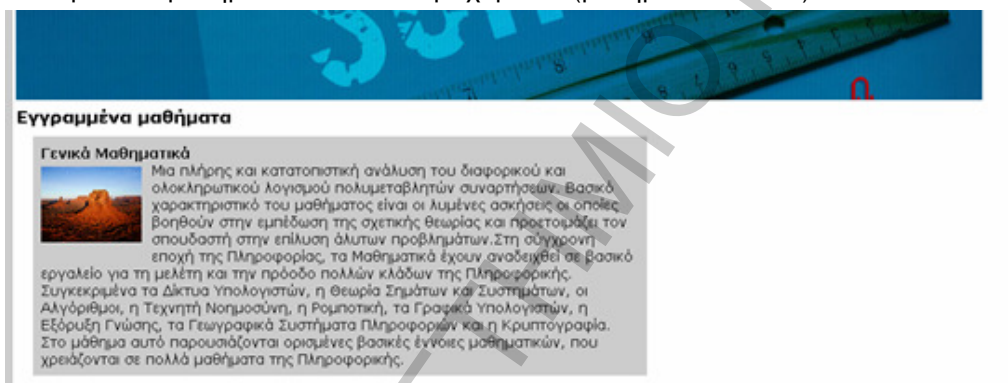 Εγγραμμένα μαθήματα
Γενικά Μαθηματικά
Μια πλήρης και κατατοπιστική ανάλυση του διαφορικού και
ολοκληρωτικού λογισμού πολυμεταβλητών συναρτήσεων. Βασικό
χαρακτηριστικό του μαθήματος είναι οι λυμένες ασκήσεις οι οποίες
βοηθούν στην εμπέδωση της σχετικής θεωρίας και προετοιμάζει τον
σπουδαστή στην επίλυση άλυτων προβλημάτων.Στη σύγχρονη
εποχή της Πληροφορίας, τα Μαθηματικά έχουν αναδειχθεί σε βασικό
εργαλείο για τη μελέτη και την πρόοδο πολλών κλάδων της Πληροφορικής.
Συγκεκριμένα τα Δίκτυα Υπολογιστών, η Θεωρία Σημάτων και Συστημάτων, οι
Αλγόριθμοι, η Τεχνητή Νοημοσύνη, η Ρομποτική, τα Γραφικά Υπολογιστών, η
Εξόρυξη Γνώσης, τα Γεωγραφικά Συστήματα Πληροφοριών και η Κρυπτογραφία.
Στο μάθημα αυτό παρουσιάζονται ορισμένες βασικές έννοιες μαθηματικών, που
χρειάζονται σε πολλά μαθήματα της Πληροφορικής.